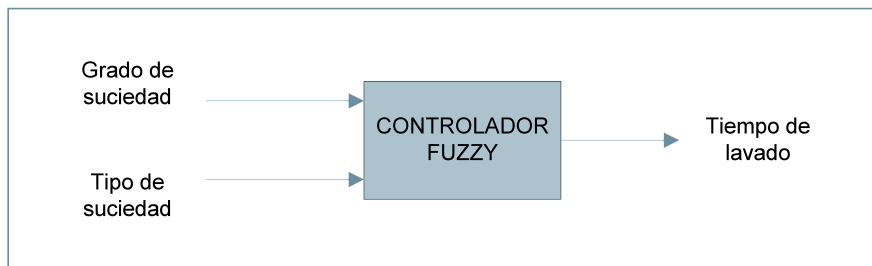 Grado de
suciedad
CONTROLADOR
FUZZY
Tiempo de
lavado
Tipo de
suciedad